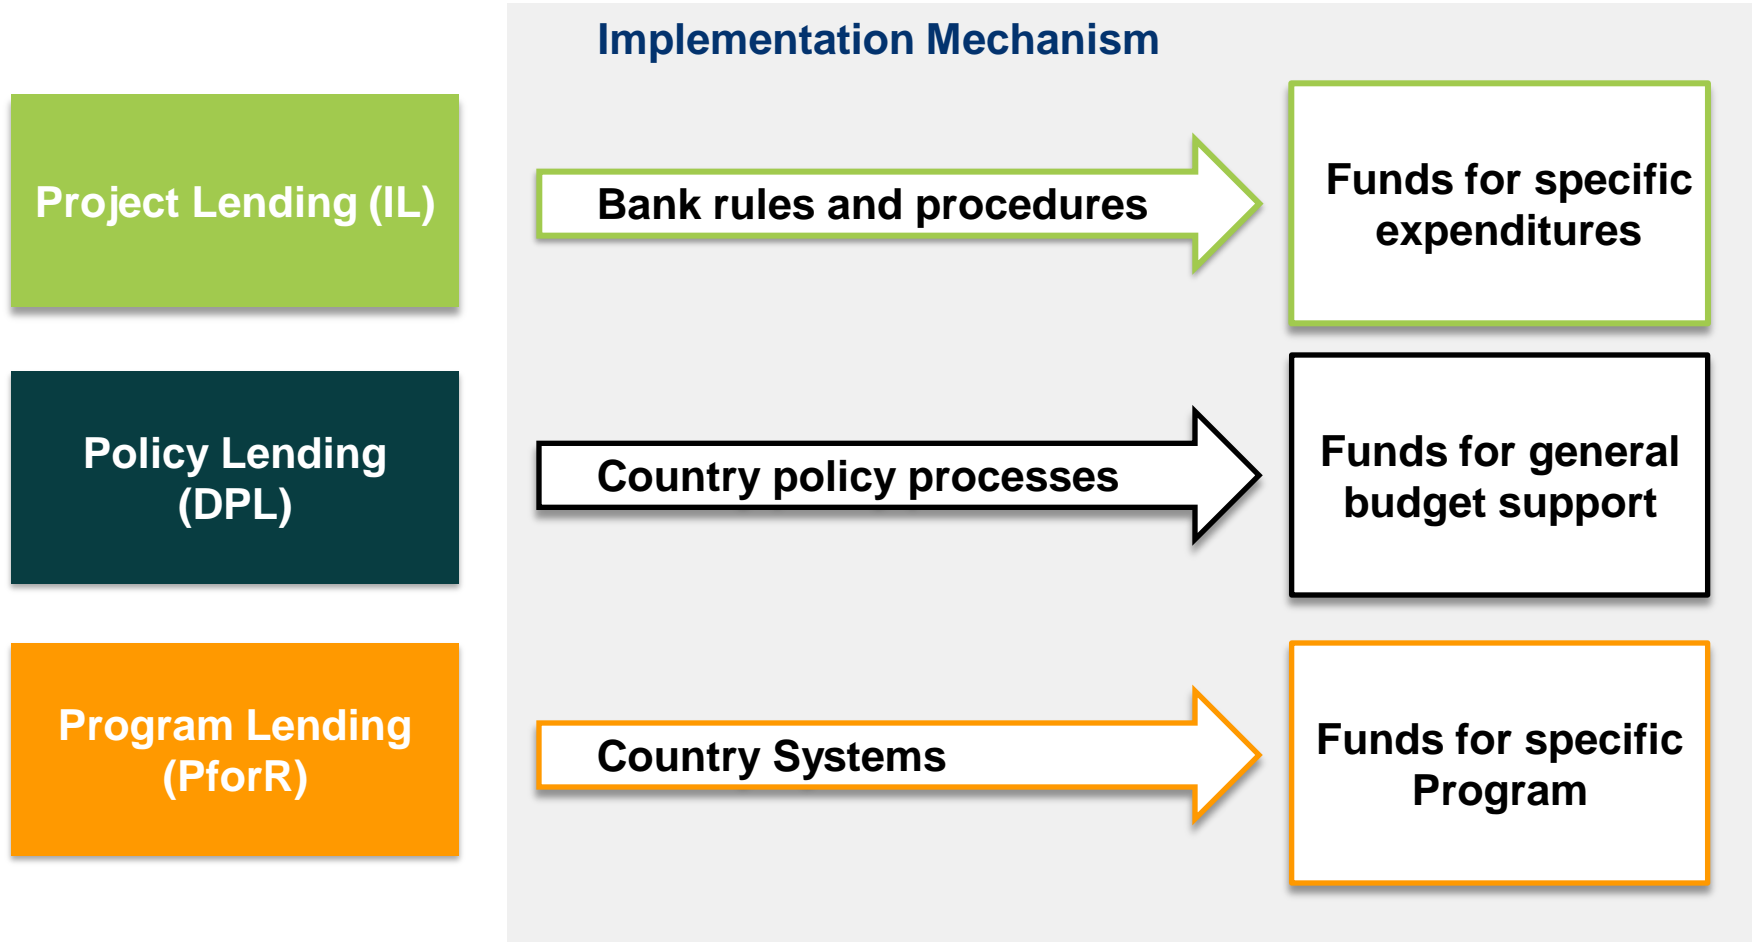 Implementation Mechanism
Project Lending (IL)
Bank rules and procedures
Funds for specific
expenditures
Policy Lending
(DPL)
Country policy processes
Funds for general
budget support
Program Lending
(PforR)
Country Systems
Funds for specific
Program